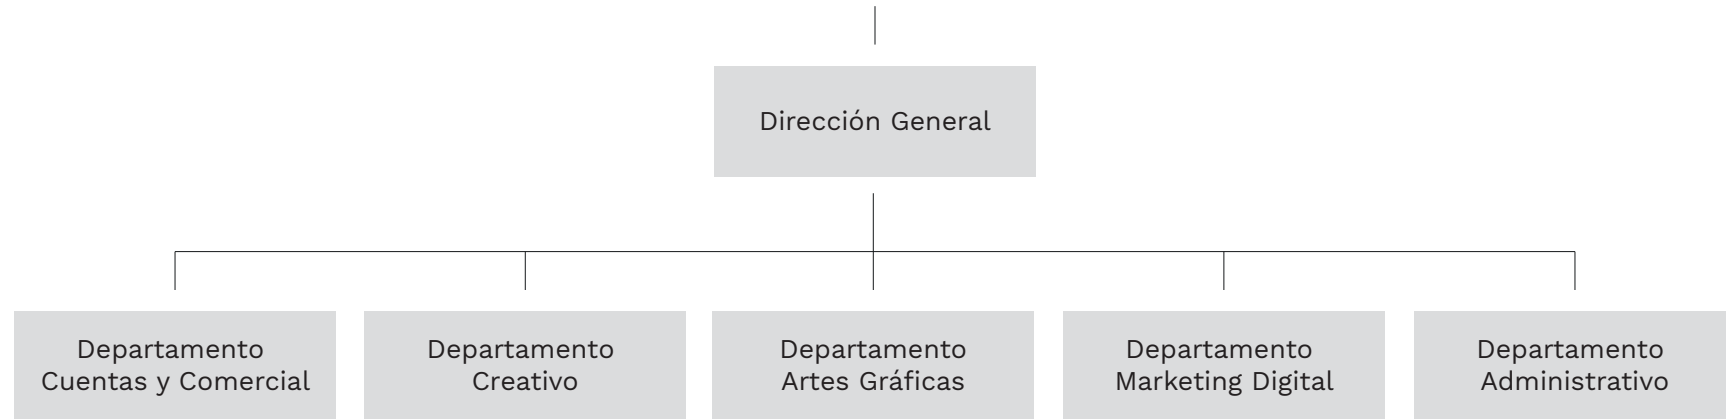 Dirección General
Departamento
Cuentas y Comercial
Departamento
Creativo
Departamento
Artes Gráficas
Departamento
Marketing Digital
Departamento
Administrativo